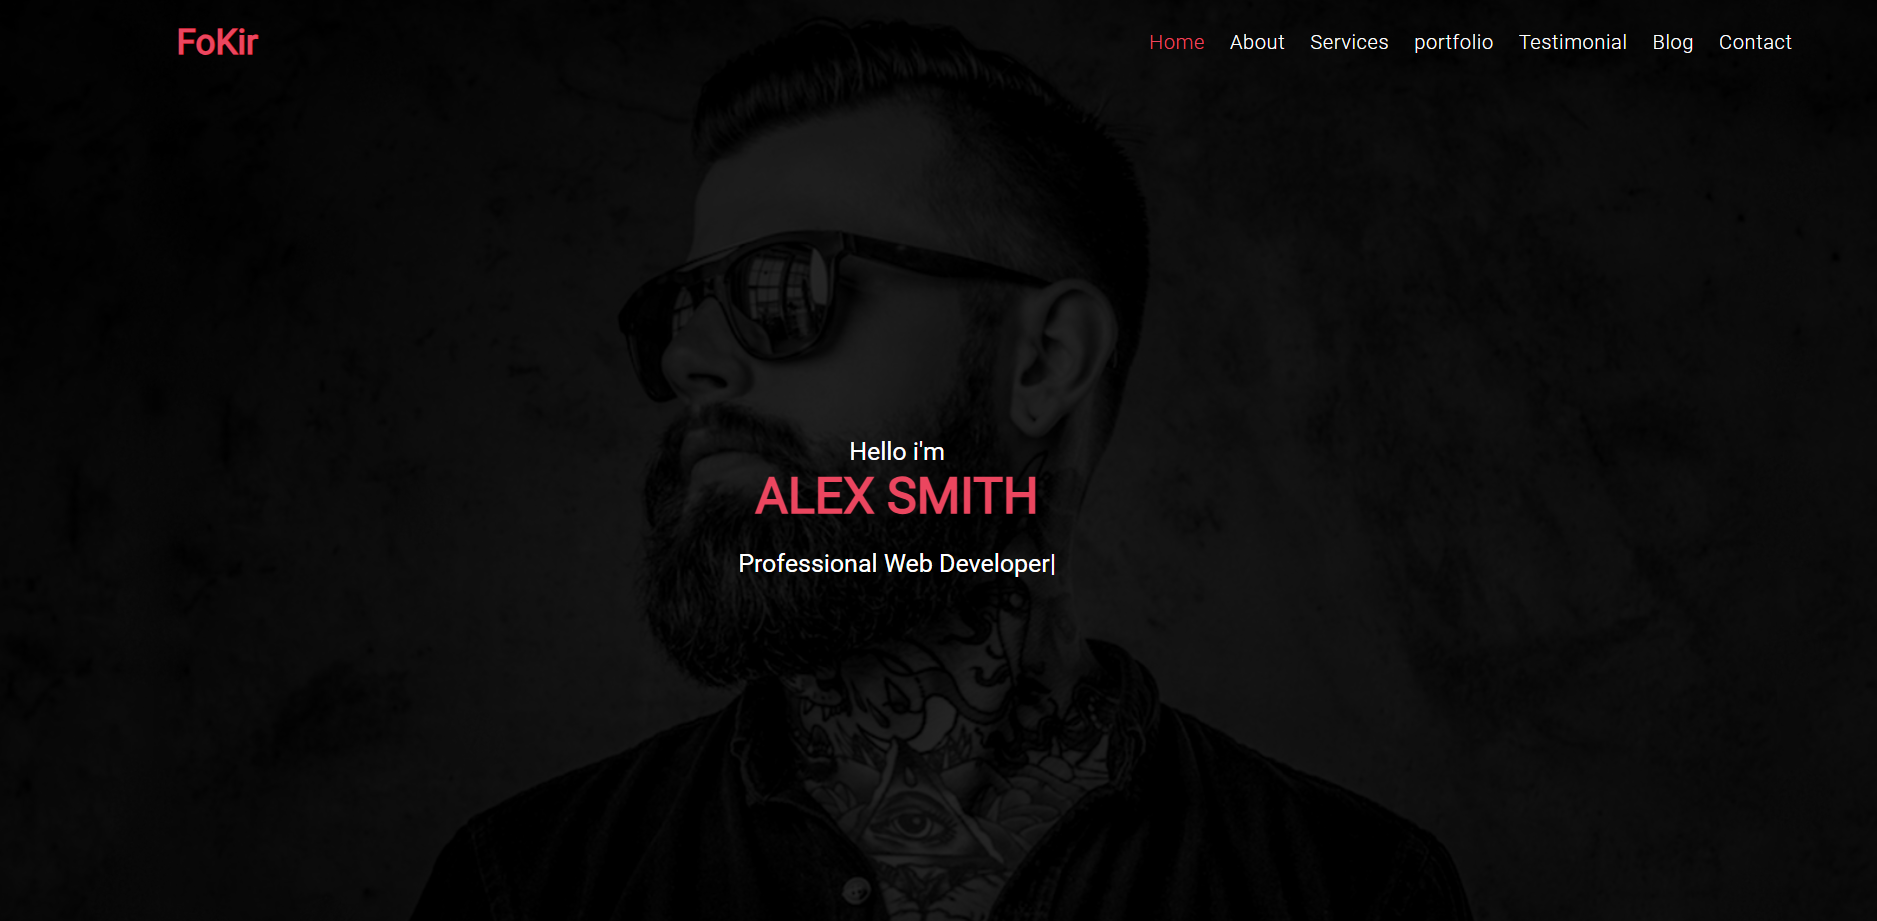 FoKir
Home About Services portfolio Testimonial Blog Contact
Hello i'm
ALEX SMITH
Professional Web Developer|